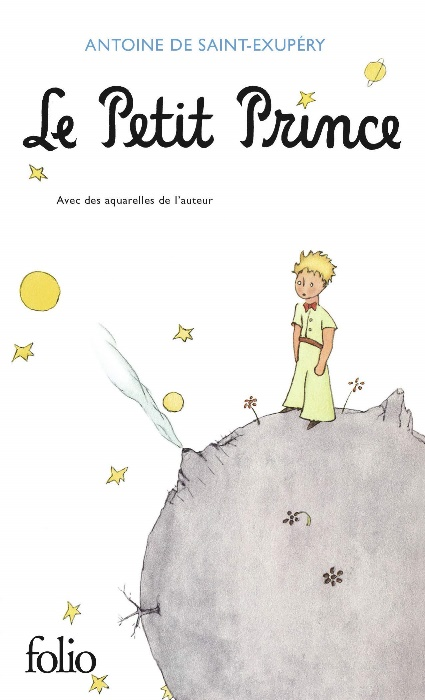 ANTOINE DE SAINT-EXUPÉRY
Le Petit Prince
Avec des aquarelles de l'auteur
folio